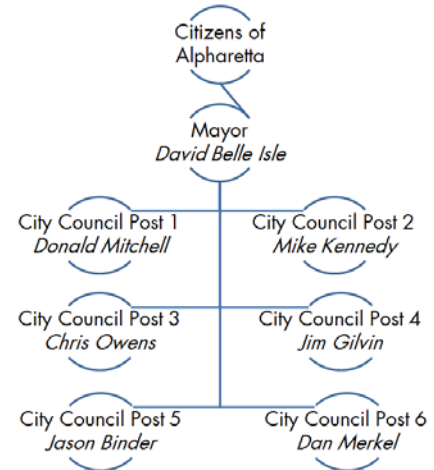 Citizens of
Alpharetta
Mayor
David Belle Isle
City Council Post 1
Donald Mitchell
City Council Post 2
Mike Kennedy
City Council Post 3
Chris Owens
City Council Post 4
Jim Gilvin
City Council Post 5
Jason Binder
City Council Post 6
Dan Merkel